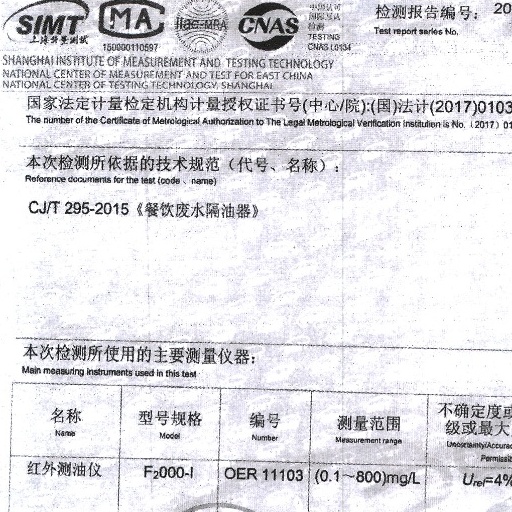 SIMT
上海计量测试
MA
150000110597
ilac-MRA
CNAS
中国认可
国际互认
检测
TESTING
CNAS L0134
检测报告编号： 20
Test report series No.
SHANGHAI INSTITUTE OF MEASUREMENT AND TESTING TECHNOLOGY
NATIONAL CENTER OF MEASUREMENT AND TEST FOR EAST CHINA
NATIONAL CENTER OF TESTING TECHNOLOGY, SHANGHAI
国家法定计量检定机构计量授权证书号(中心/院):(国)法计(2017)0103
The number of the Certificate of Metrological Authorization to The Legal Metrological Verification Institution is No.（2017）01
本次检测所依据的技术规范（代号、名称）：
Reference documents for the test (code 、 name)
CJ/T 295-2015《餐饮废水隔油器》
本次检测所使用的主要测量仪器：
Main measuring instruments used in this test
名称 型号规格 编号 测量范围 不确定度或
级或最大
Name Model Number Measurement range Uncertainty/Accurac
Permissib
红外测油仪 F2000-I OER 11103 (0.1～800)mg/L Urel=4%